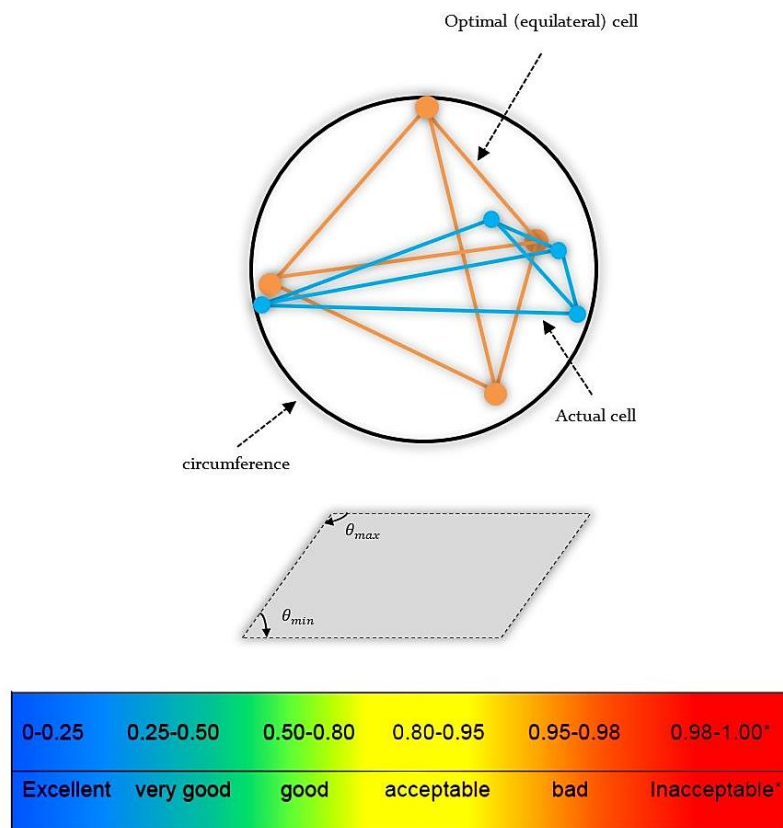 Optimal (equilateral) cell
Actual cell
circumference
θmax
θmin
0-0.25 0.25-0.50 0.50-0.80 0.80-0.95 0.95-0.98 0.98-1.00*
Excellent very good good acceptable bad Inacceptable*